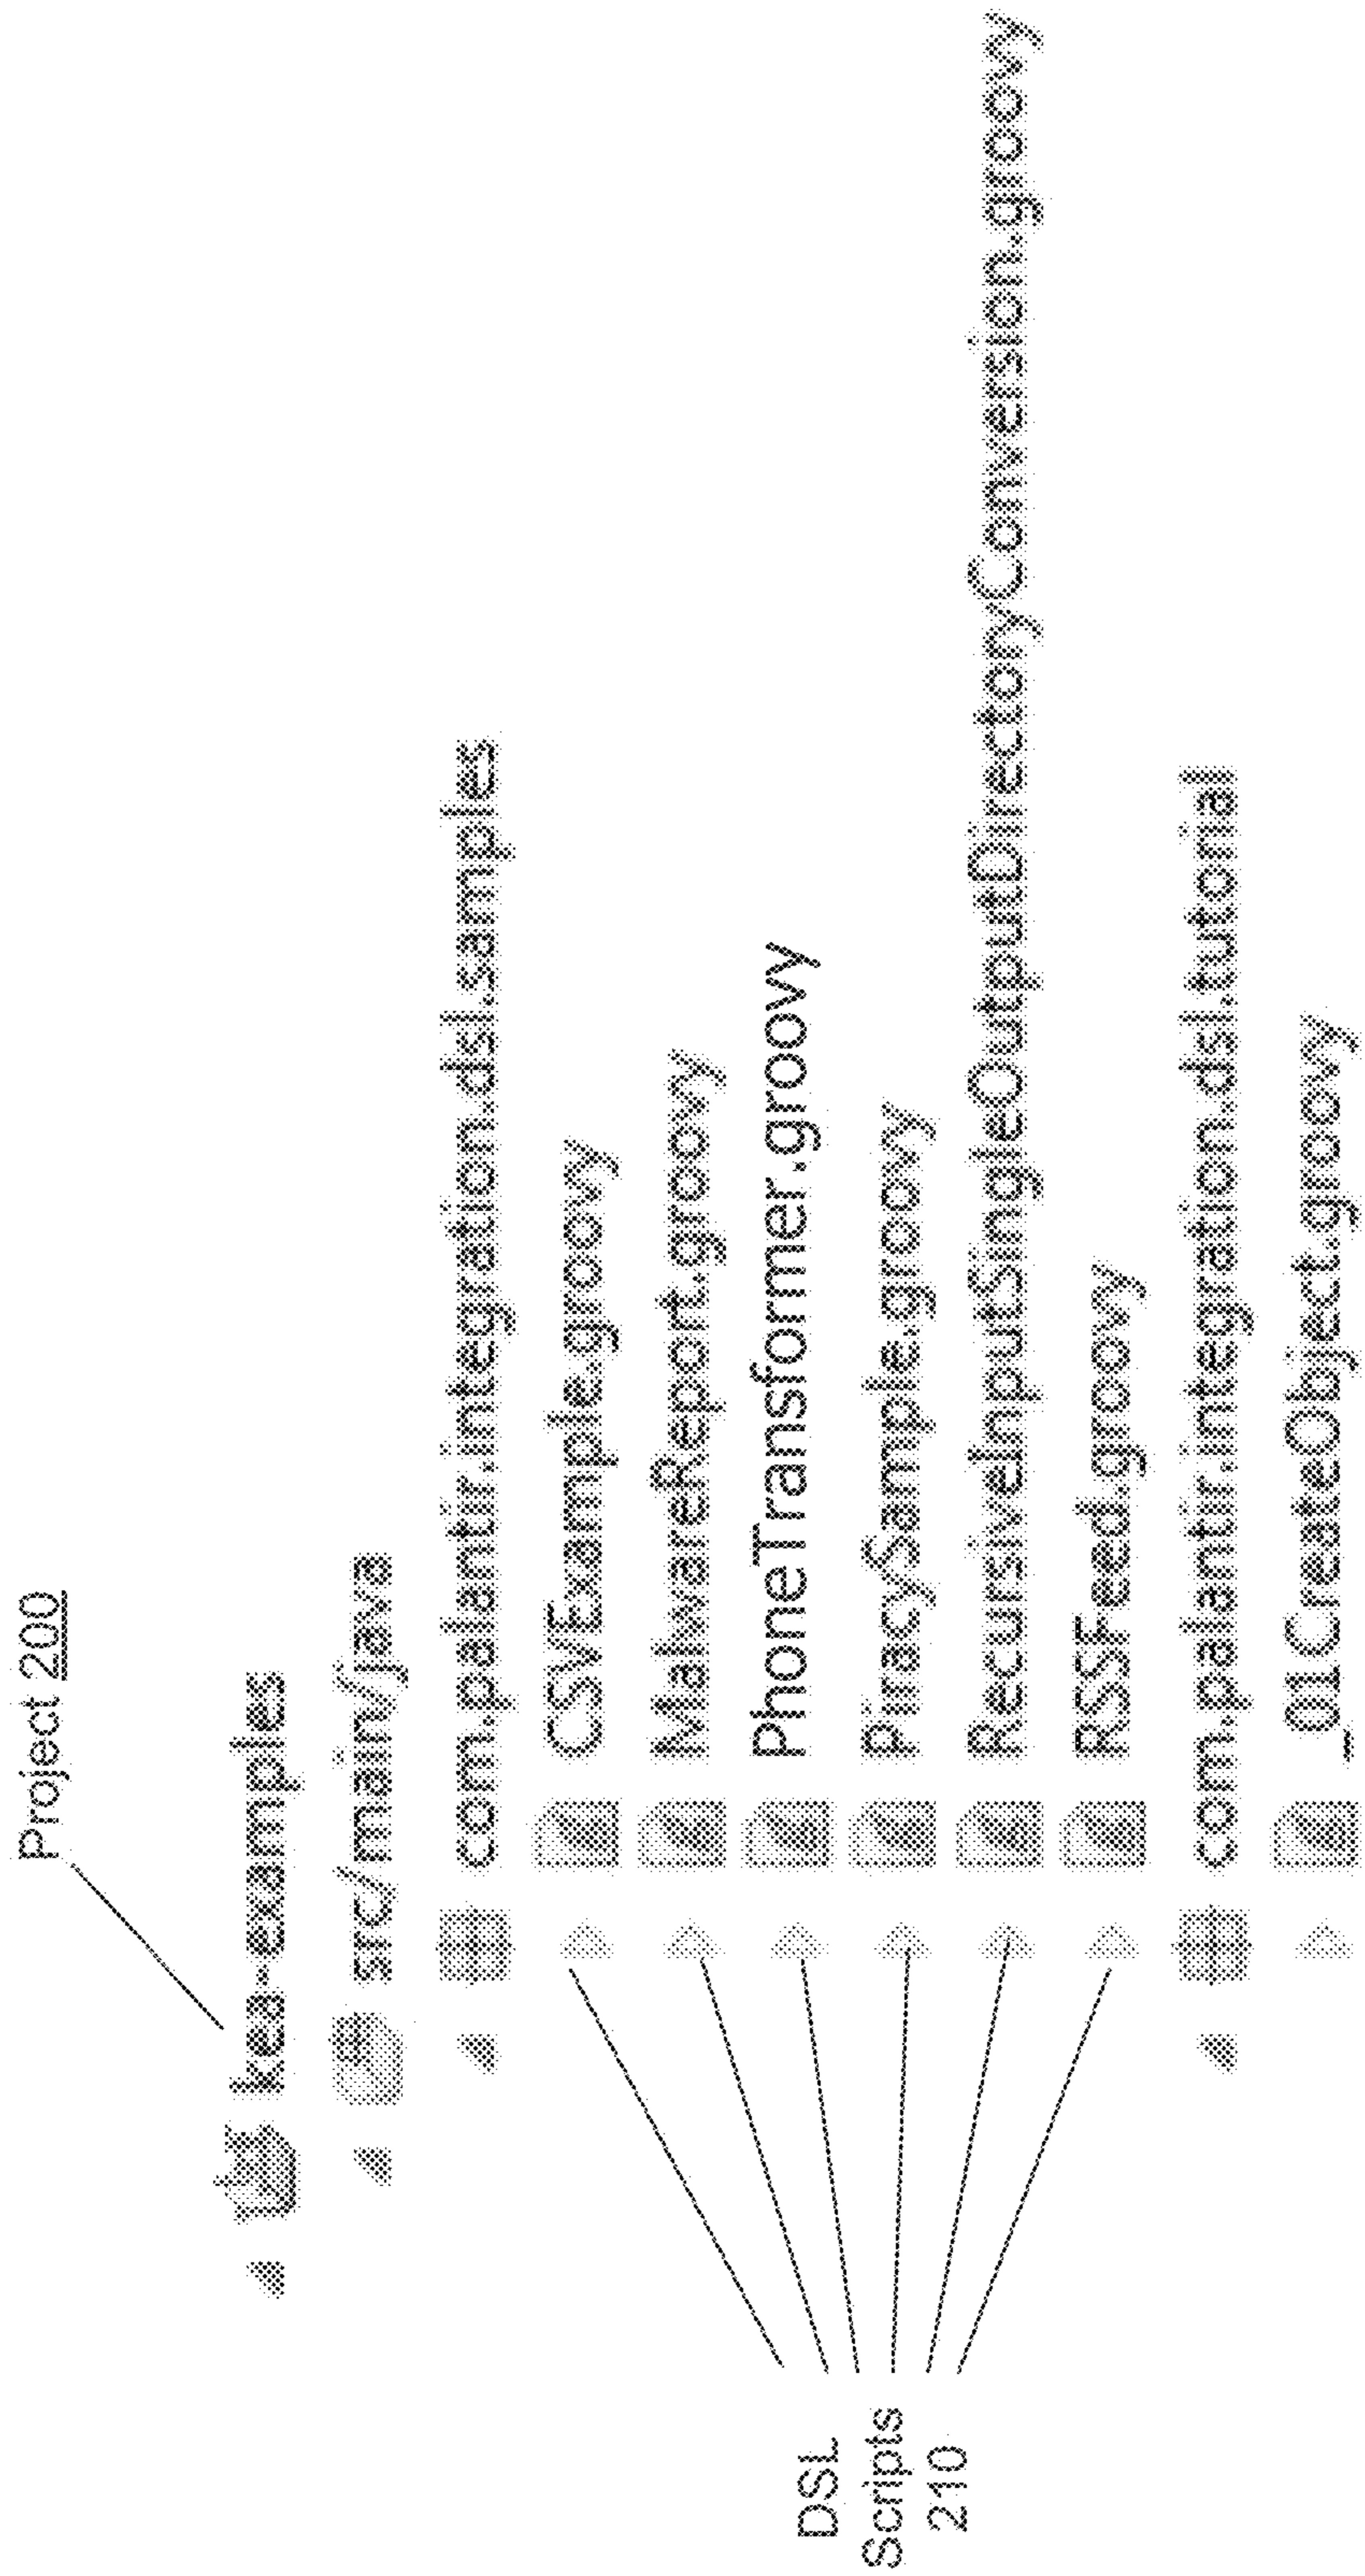 Project 200
kea-examples
src/main/java
com.palantir.integration.dsl.samples
CSVExample.groovy
MalwareReport.groovy
PhoneTransformer.groovy
PiracySample.groovy
RecursiveInputSingleOutputDirectoryConversion.groovy
RSSFeed.groovy
com.palantir.integration.dsl.tutorial
_01CreateObject.groovy
DSL
Scripts
210